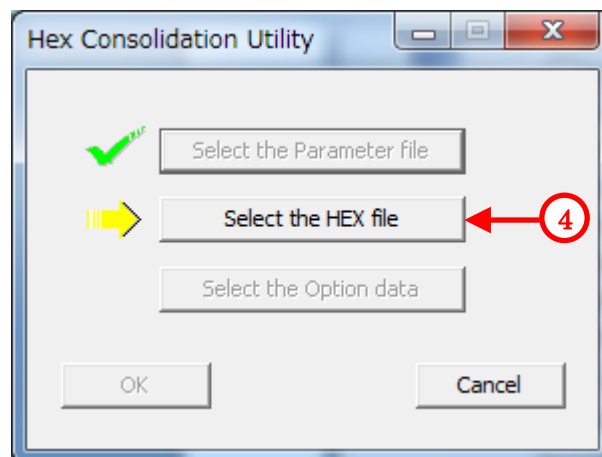 Hex Consolidation Utility
Select the Parameter file
Select the HEX file
4
Select the Option data
OK
Cancel